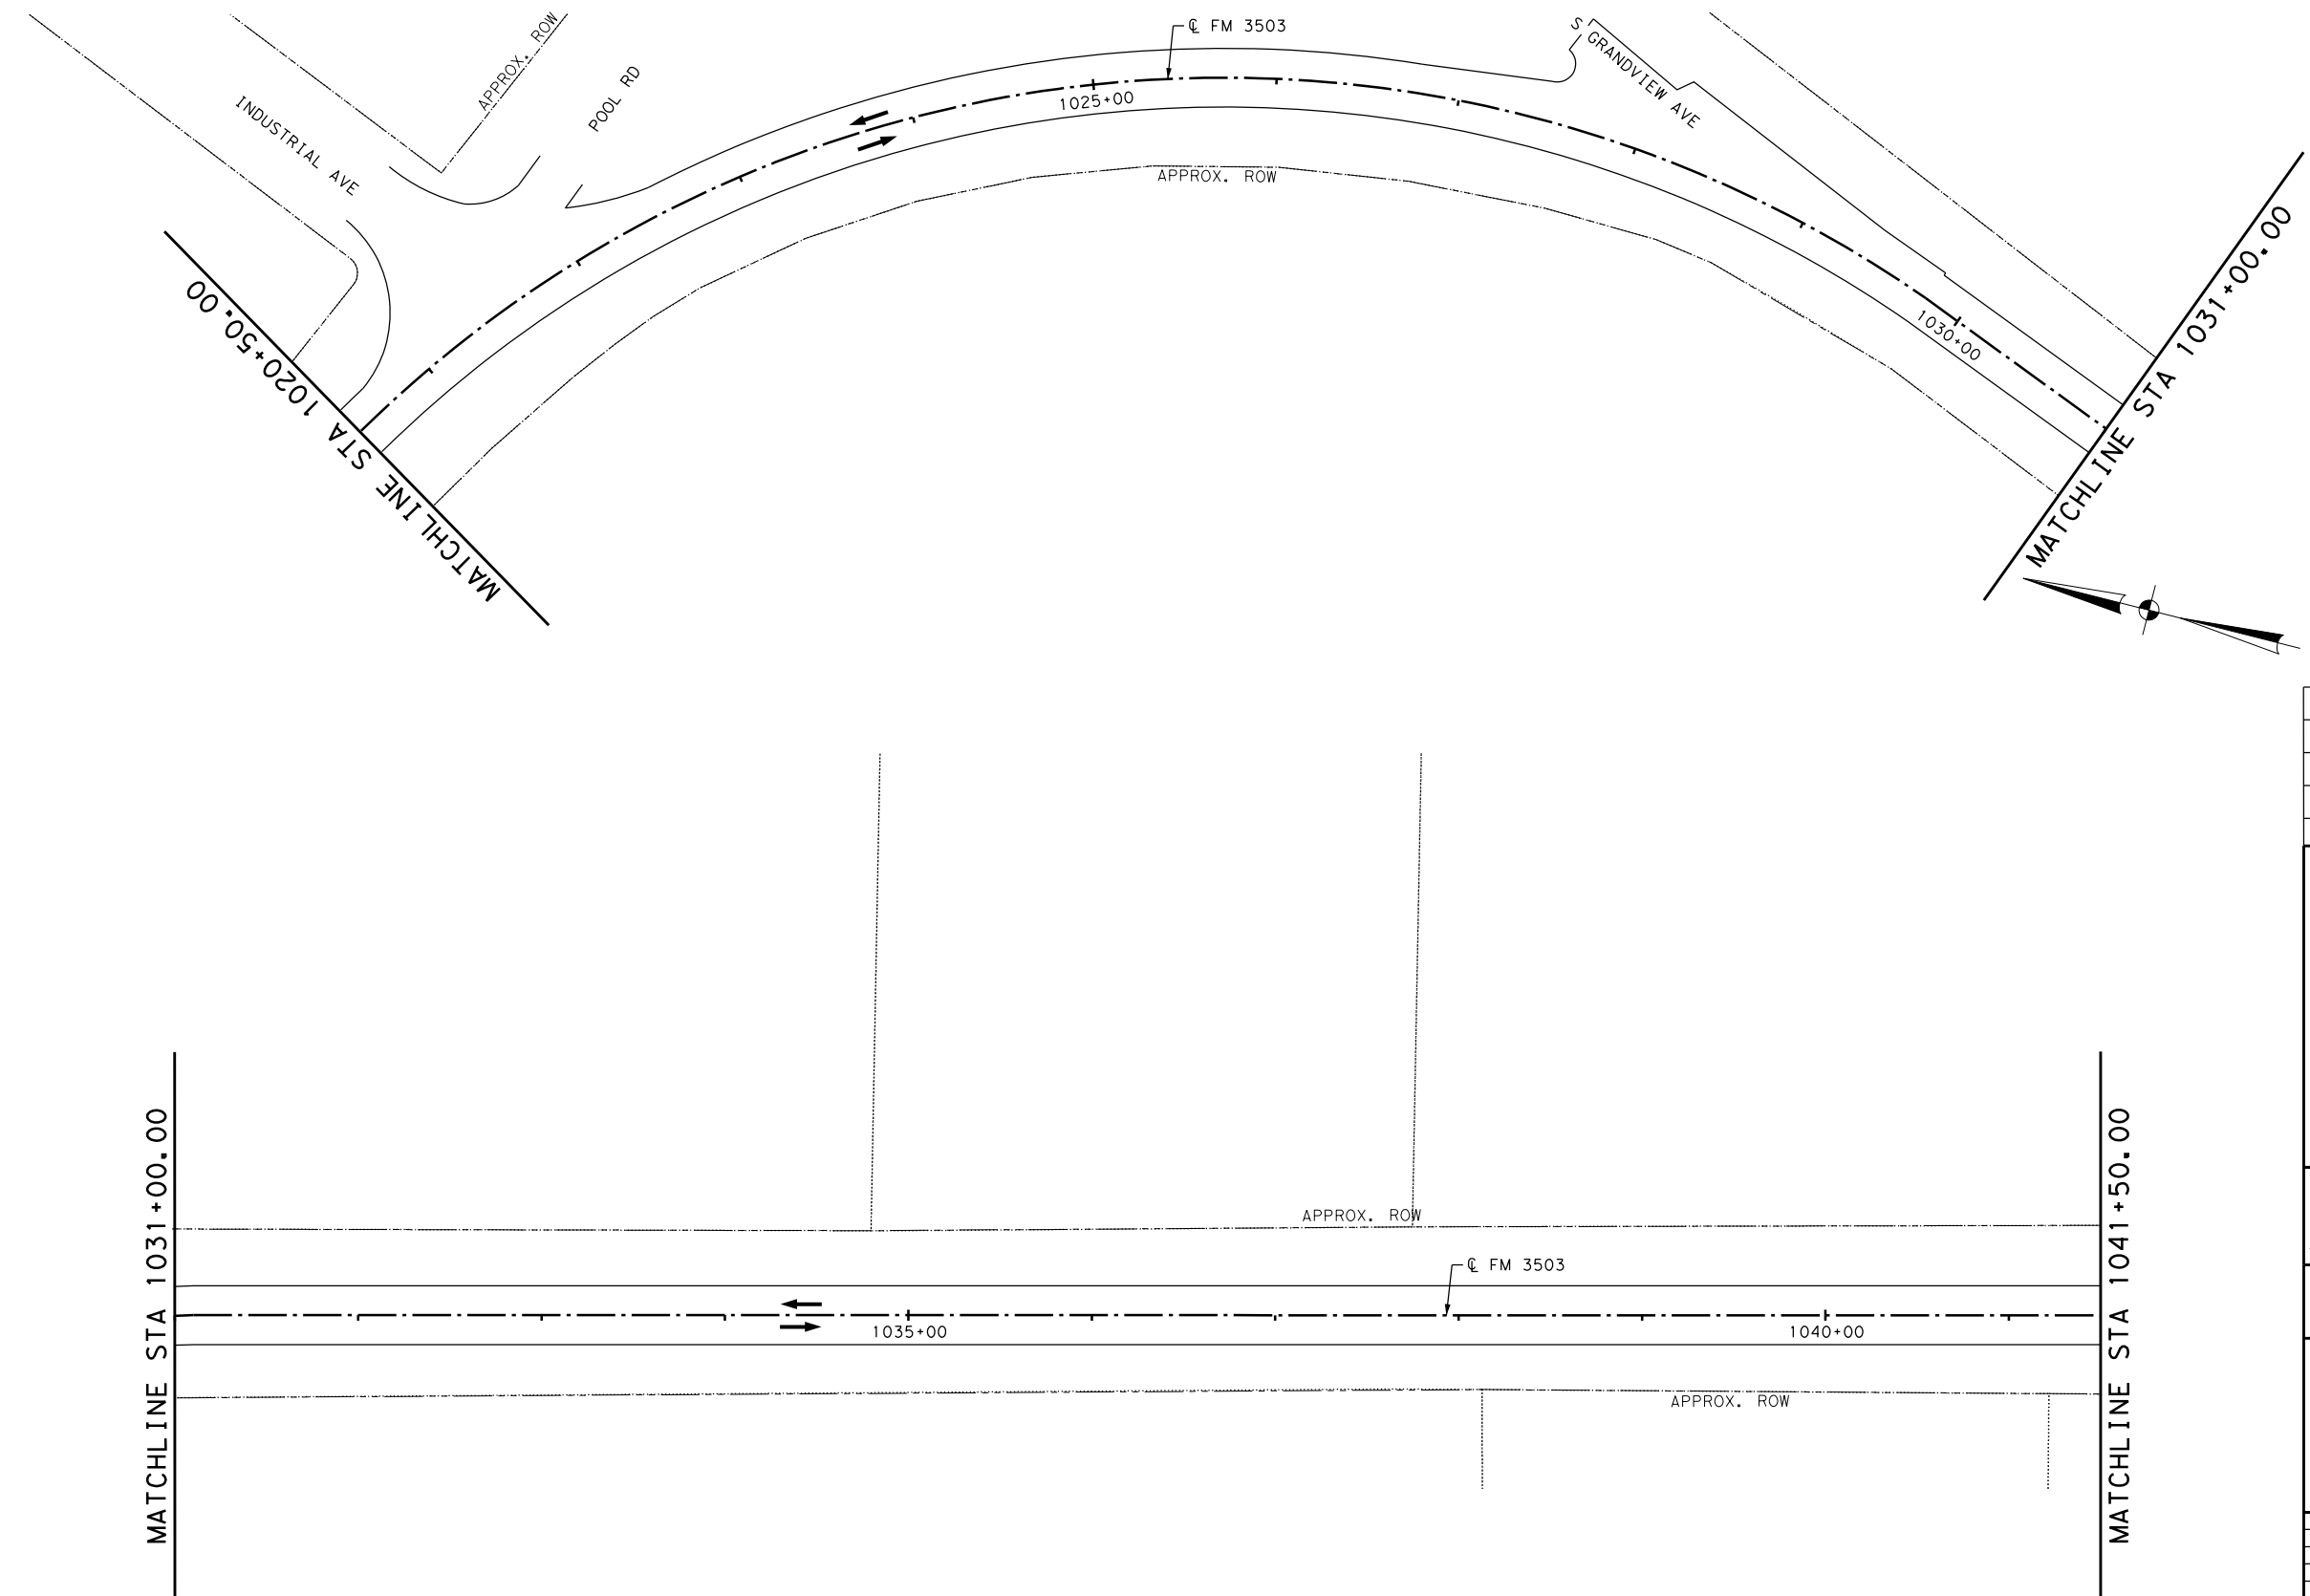 ℄ FM 3503
S GRANDVIEW AVE
APPROX. ROW
POOL RD
INDUSTRIAL AVE
1025+00
APPROX. ROW
1030+00
MATCHLINE STA 1020+50.00
MATCHLINE STA 1031+00.00
APPROX. ROW
℄ FM 3503
1035+00
1040+00
APPROX. ROW
MATCHLINE STA 1031+00.00
MATCHLINE STA 1041+50.00